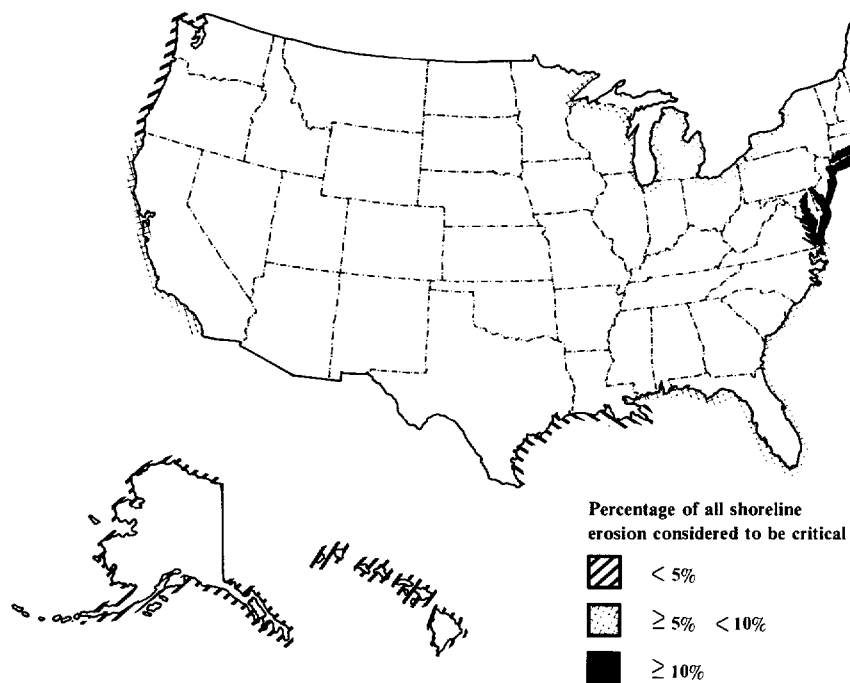 Percentage of all shoreline
erosion considered to be critical
< 5%
≥ 5% < 10%
≥ 10%